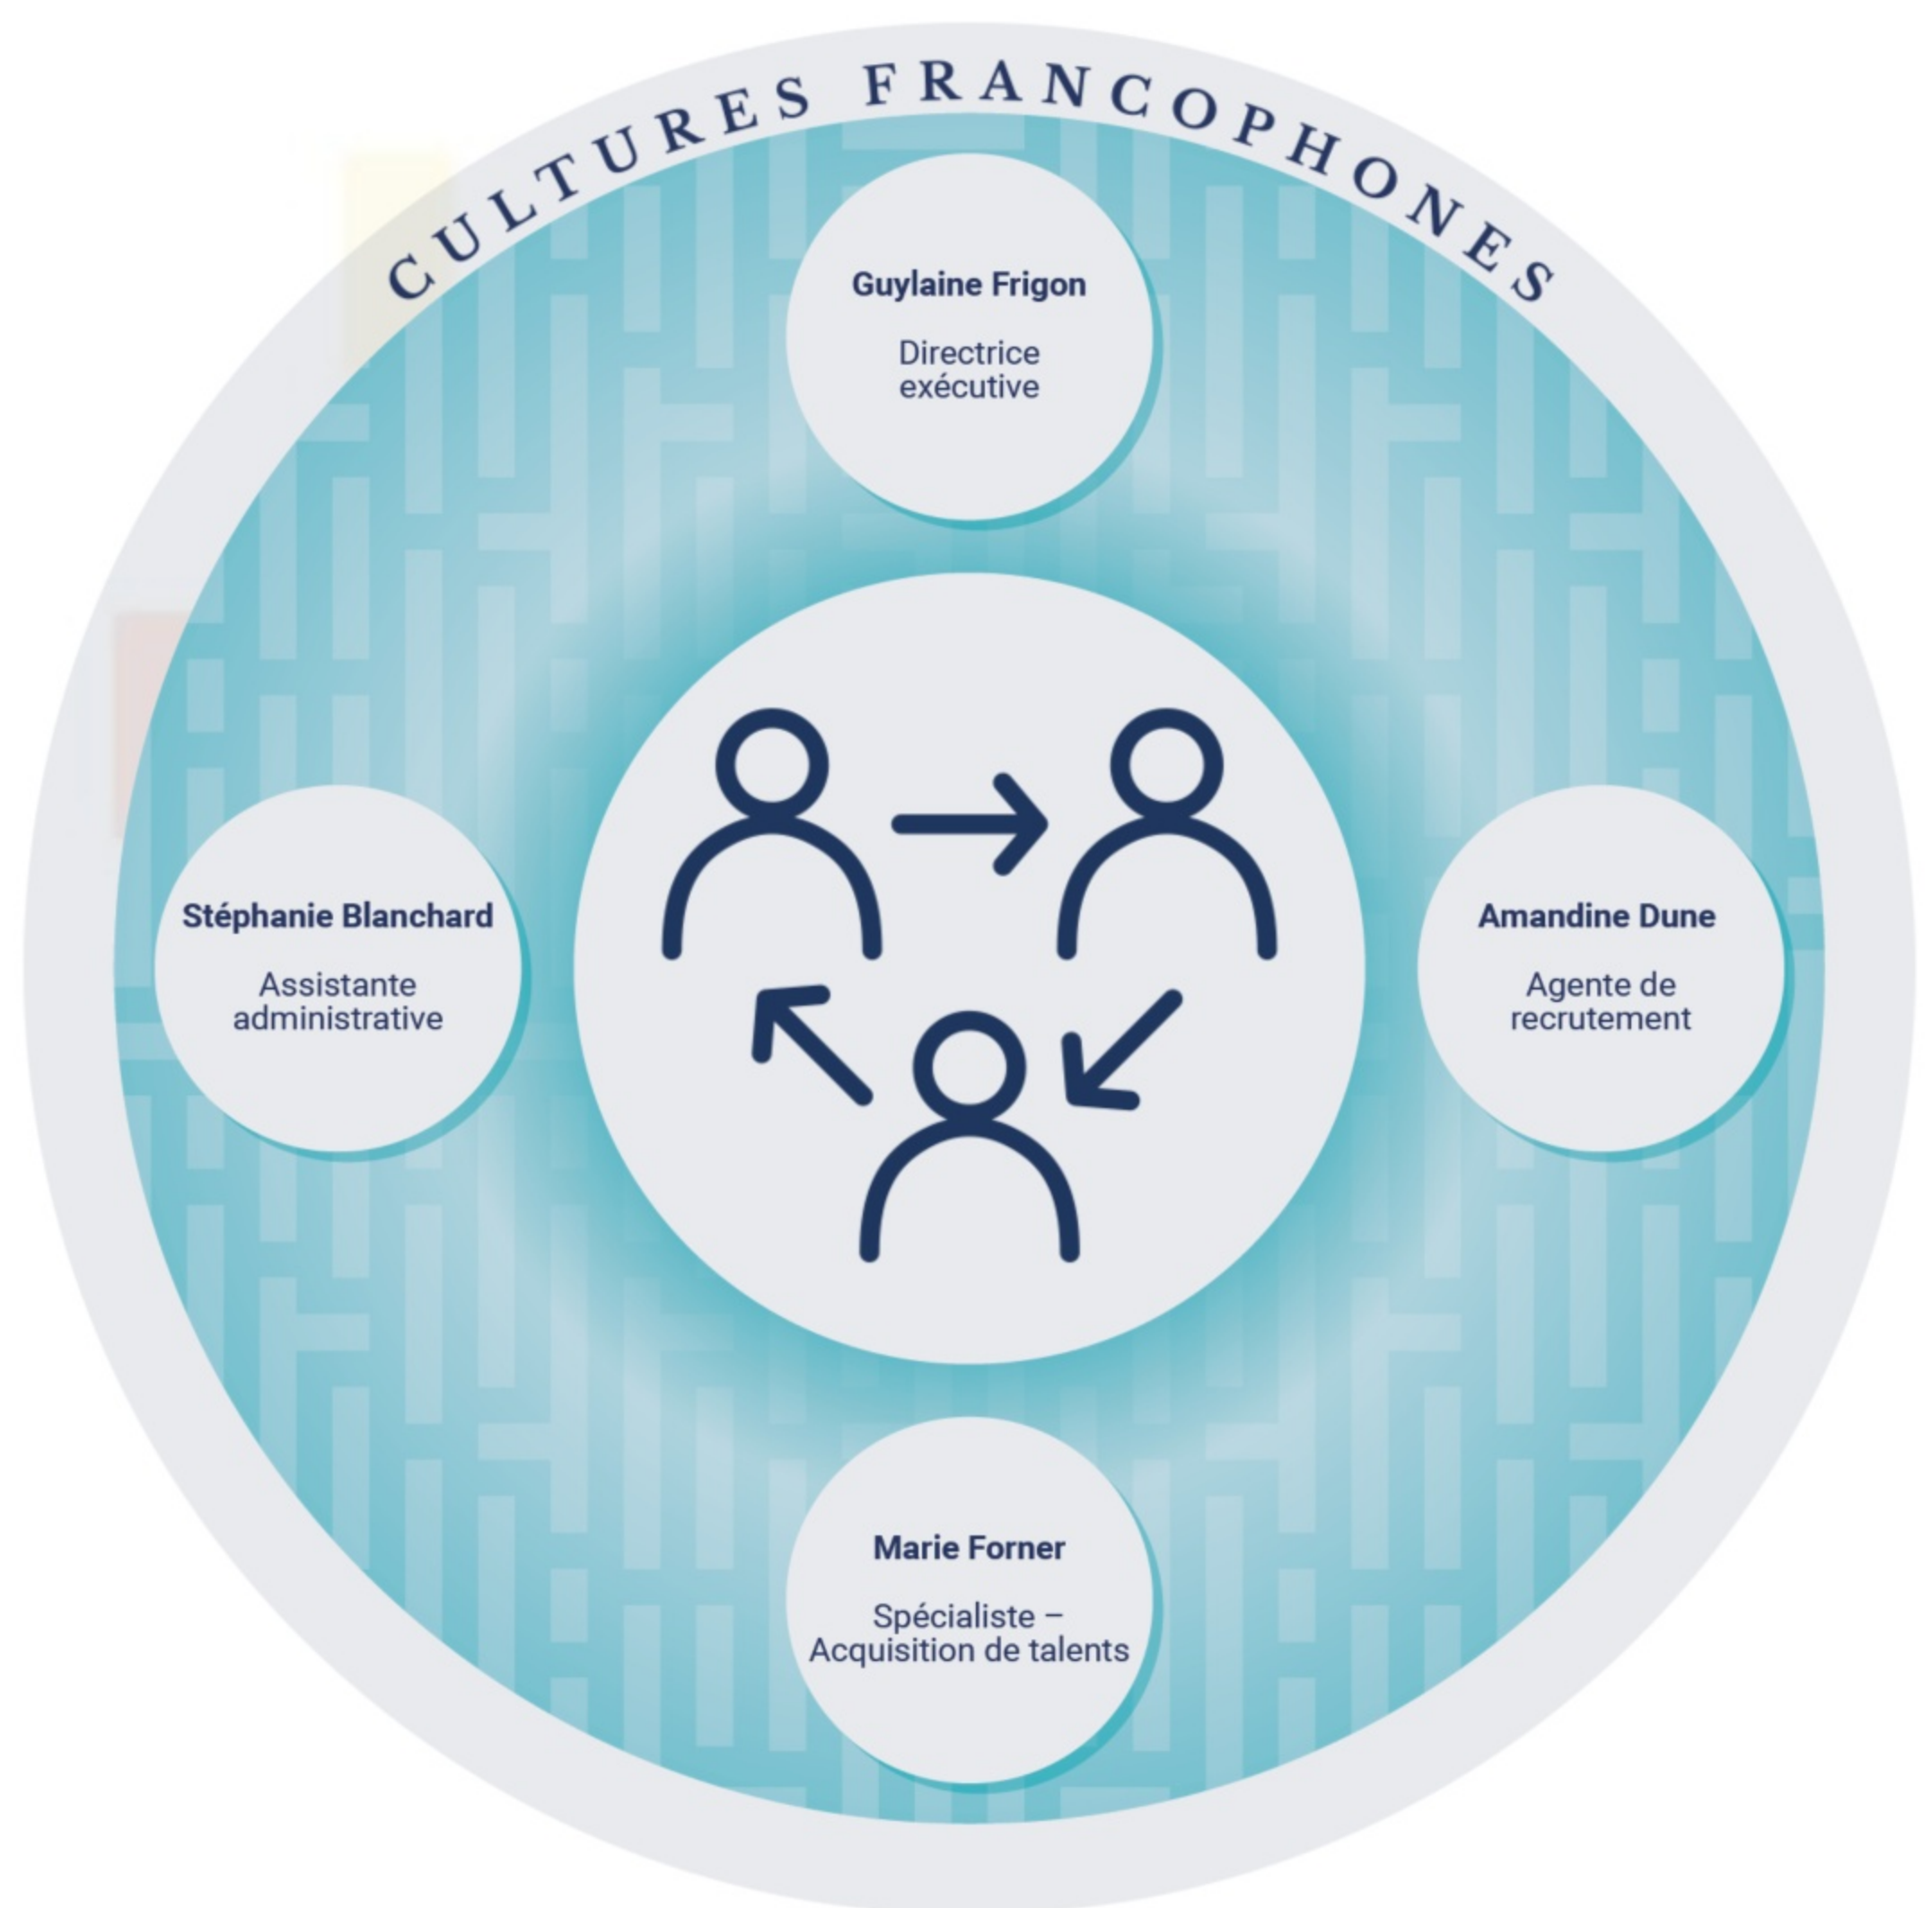 CULTURES FRANCOPHONES
Guylaine Frigon
Directrice
exécutive
Stéphanie Blanchard
Assistante
administrative
Amandine Dune
Agente de
recrutement
Marie Forner
Spécialiste –
Acquisition de talents